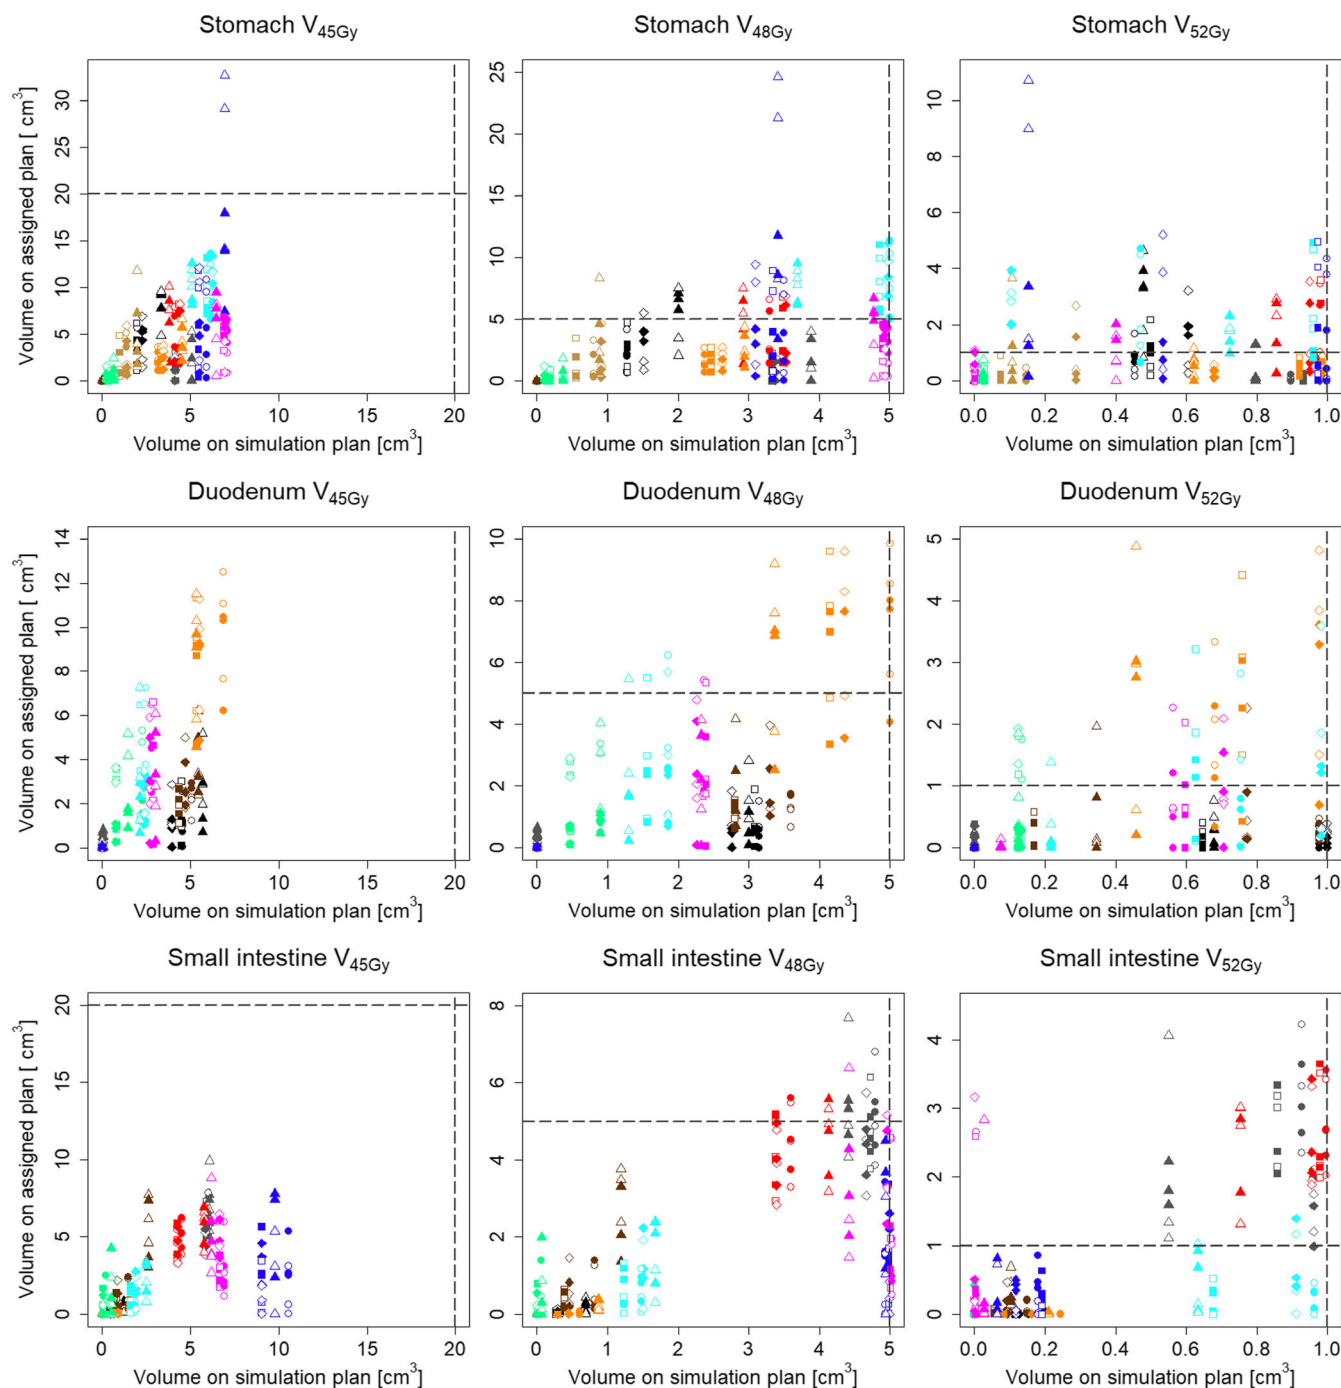 Stomach V45Gy Stomach V48Gy Stomach V52Gy
Volume on assigned plan [ cm3]
0 5 10 15 20 25 30
0 5 10 15 20 25
0 2 4 6 8 10
0 5 10 15 20 0 1 2 3 4 5 0.0 0.2 0.4 0.6 0.8 1.0
Volume on simulation plan [cm3] Volume on simulation plan [cm3] Volume on simulation plan [cm3]
Duodenum V45Gy Duodenum V48Gy Duodenum V52Gy
Volume on assigned plan [ cm3]
0 2 4 6 8 10 12 14
0 2 4 6 8 10
0 1 2 3 4 5
0 5 10 15 20 0 1 2 3 4 5 0.0 0.2 0.4 0.6 0.8 1.0
Volume on simulation plan [cm3] Volume on simulation plan [cm3] Volume on simulation plan [cm3]
Small intestine V45Gy Small intestine V48Gy Small intestine V52Gy
Volume on assigned plan [ cm3]
0 5 10 15 20
0 2 4 6 8
0 1 2 3 4
0 5 10 15 20 0 1 2 3 4 5 0.0 0.2 0.4 0.6 0.8 1.0
Volume on simulation plan [cm3] Volume on simulation plan [cm3] Volume on simulation plan [cm3]